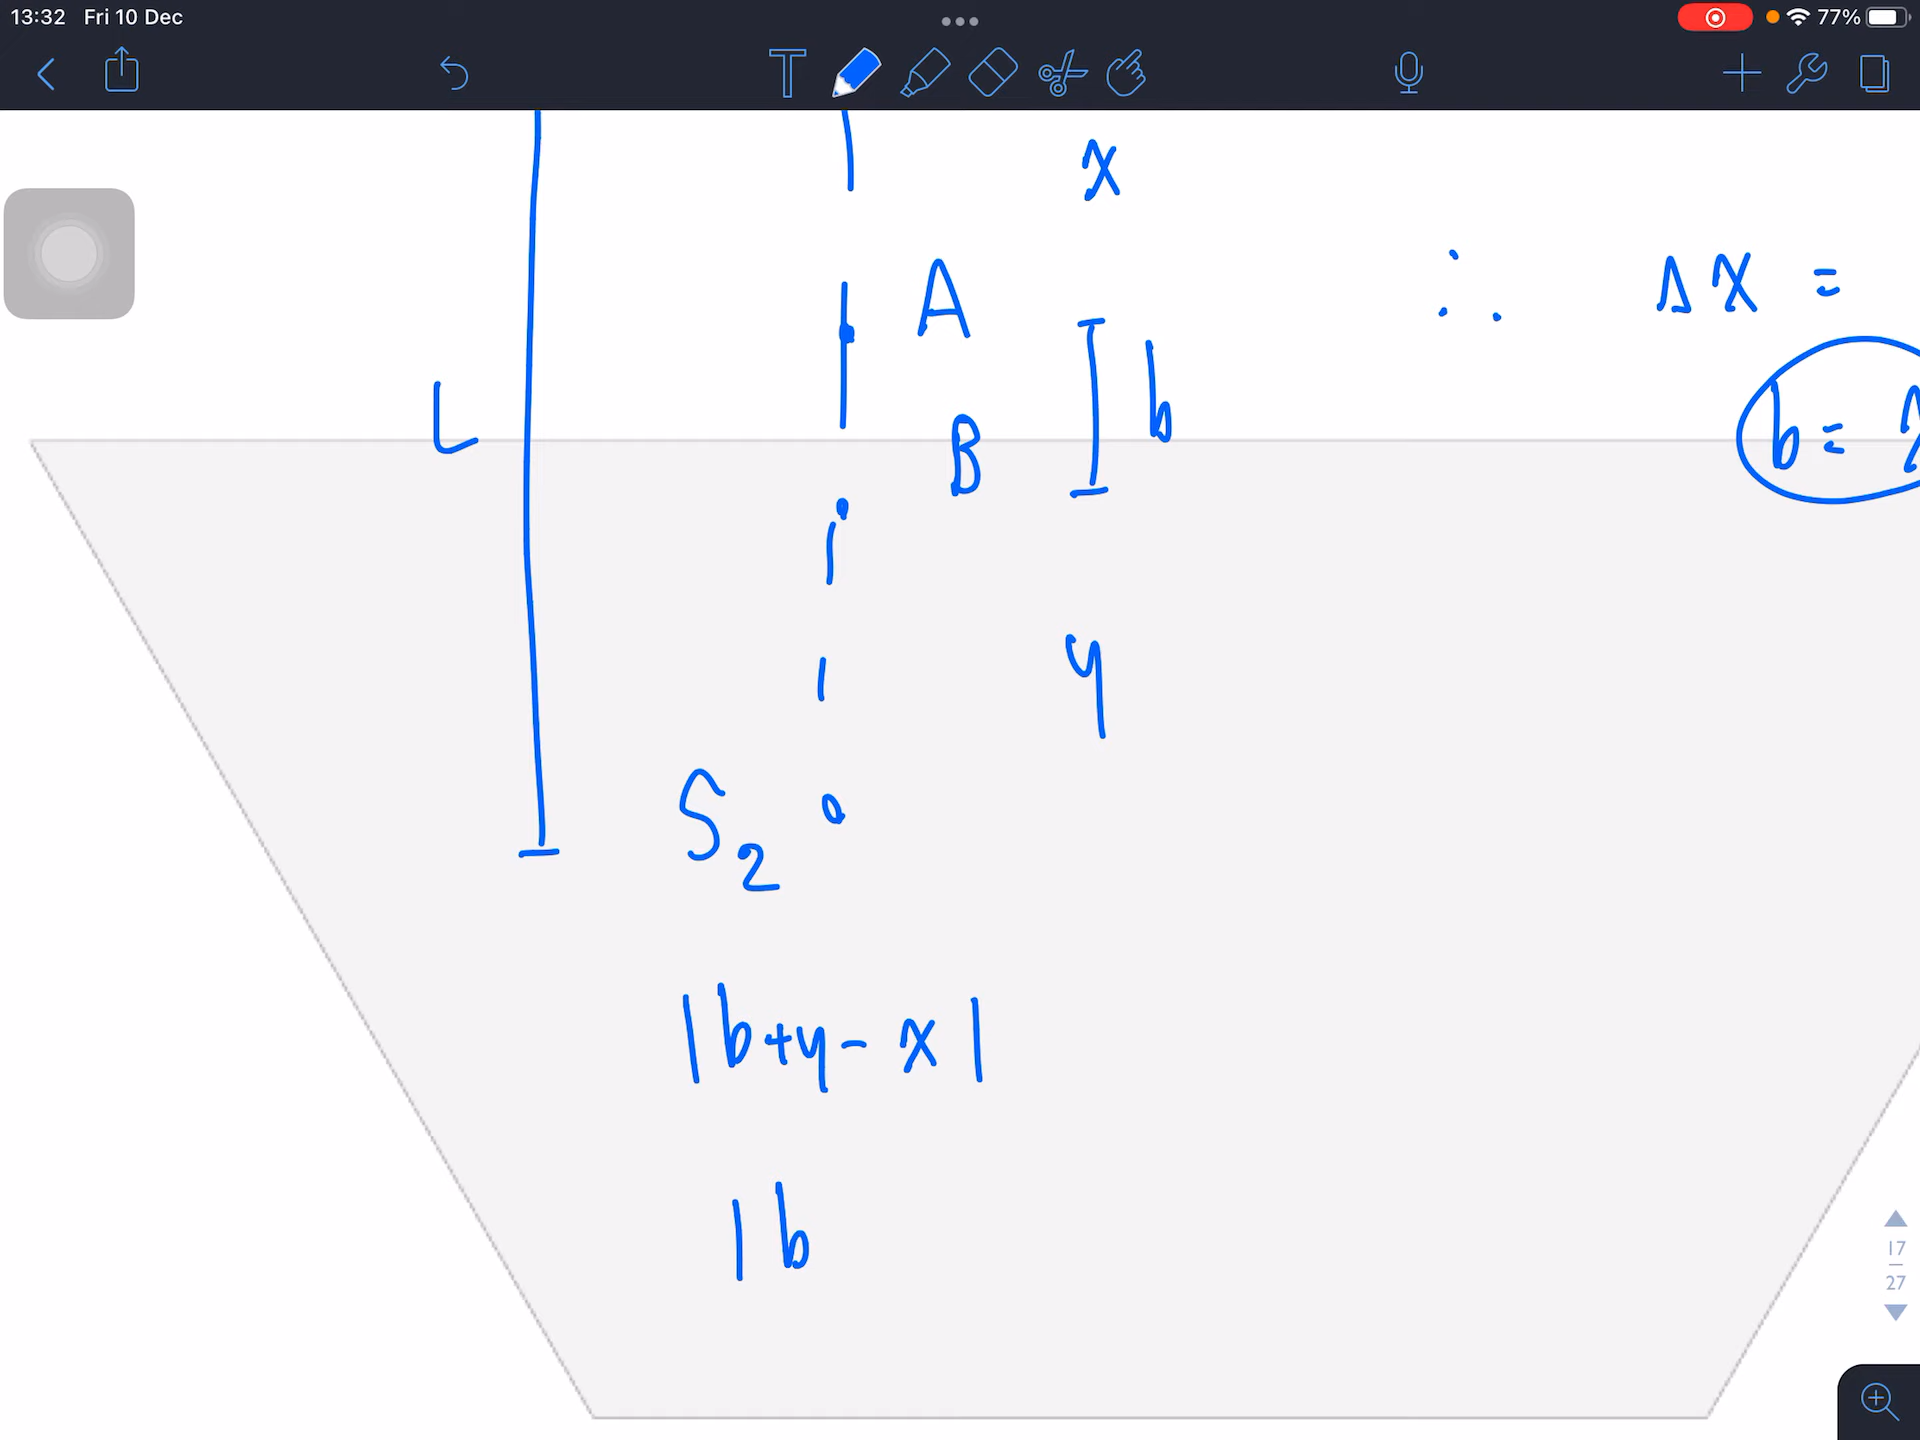 13:32 Fri 10 Dec
77%
T
x
A
∴ Δx =
b
L
B
b =
y
S₂
|b+y-x|
|b
17
27